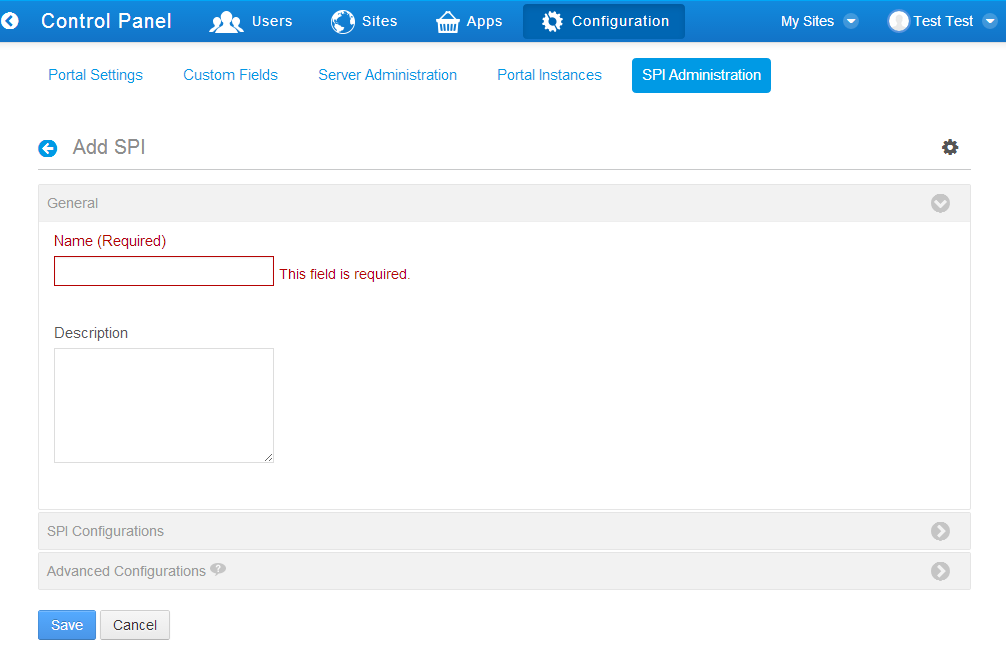 Control Panel Users Sites Apps Configuration My Sites Test Test
Portal Settings Custom Fields Server Administration Portal Instances SPI Administration
Add SPI
General
Name (Required)
This field is required.
Description
SPI Configurations
Advanced Configurations ?
Save Cancel